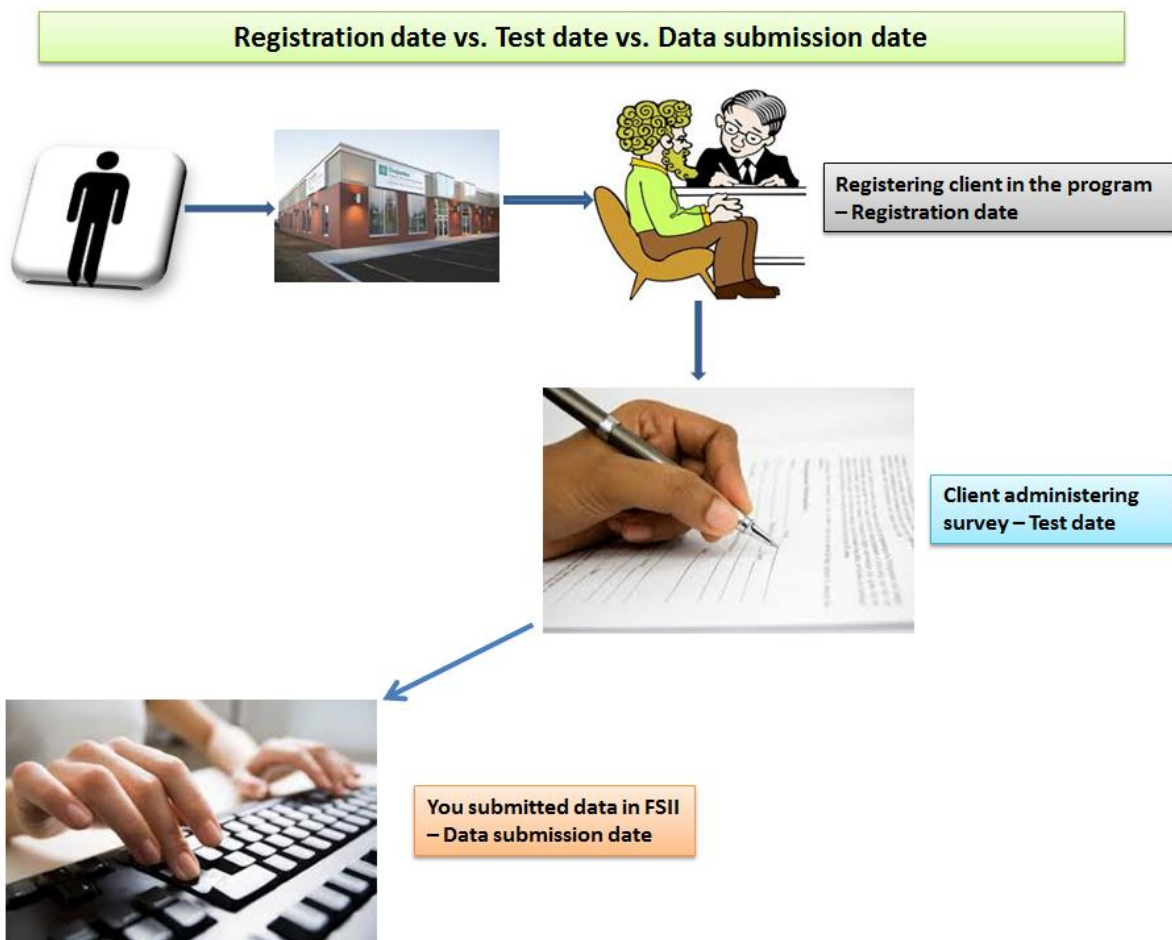 Registration date vs. Test date vs. Data submission date
Registering client in the program
– Registration date
Client administering
survey – Test date
You submitted data in FSII
– Data submission date